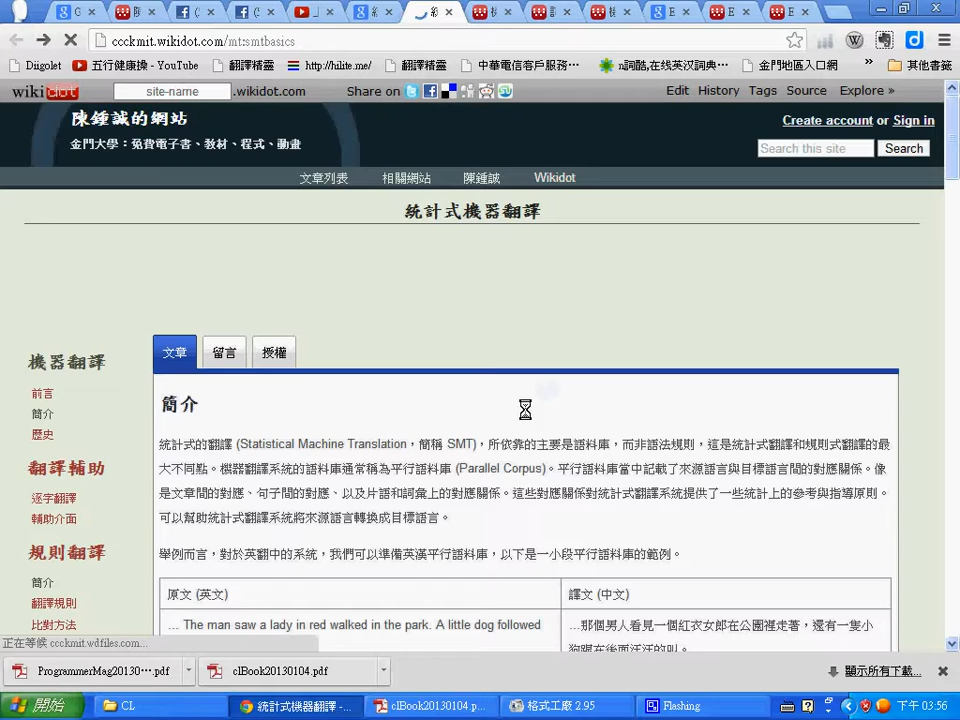 ccckmit.wikidot.com/mt:smtbasics
Diigolet
五行健康操 - YouTube
翻譯精靈
http://hilite.me/
翻譯精靈
中華電信客戶服務…
n詞酷,在线英汉詞典…
金門地區入口網
»
其他書籤
wikidot
site-name
.wikidot.com
Share on
Edit
History
Tags
Source
Explore »
陳鍾誠的網站
Create account or Sign in
金門大學：免費電子書、教材、程式、動畫
Search this site
Search
文章列表
相關網站
陳鍾誠
Wikidot
統計式機器翻譯
機器翻譯
前言
簡介
歷史
翻譯輔助
逐字翻譯
輔助介面
規則翻譯
簡介
翻譯規則
比對方法
文章
留言
授權
簡介
統計式的翻譯 (Statistical Machine Translation，簡稱 SMT)，所依靠的主要是語料庫，而非語法規則，這是統計式翻譯和規則式翻譯的最
大不同點。機器翻譯系統的語料庫通常稱為平行語料庫 (Parallel Corpus)。平行語料庫當中記載了來源語言與目標語言間的對應關係。像
是文章間的對應、句子間的對應、以及片語和詞彙上的對應關係。這些對應關係對統計式翻譯系統提供了一些統計上的參考與指導原則。
可以幫助統計式翻譯系統將來源語言轉換成目標語言。
舉例而言，對於英翻中的系統，我們可以準備英漢平行語料庫，以下是一小段平行語料庫的範例。
原文 (英文)
譯文 (中文)
... The man saw a lady in red walked in the park. A little dog followed
…那個男人看見一個紅衣女郎在公園裡走著，還有一隻小
狗跟在後面汪汪的叫。
正在等候 ccckmit.wdfiles.com...
ProgrammerMag20130….pdf
clBook20130104.pdf
顯示所有下載...
開始
CL
統計式機器翻譯 -...
clBook20130104.p...
格式工廠 2.95
Flashing
下午 03:56